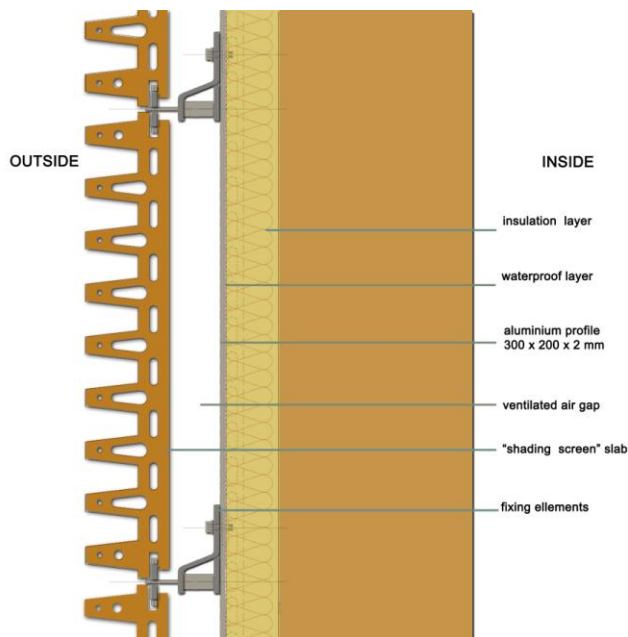 OUTSIDE
INSIDE
insulation layer
waterproof layer
aluminium profile
300 x 200 x 2 mm
ventilated air gap
"shading screen" slab
fixing ellements